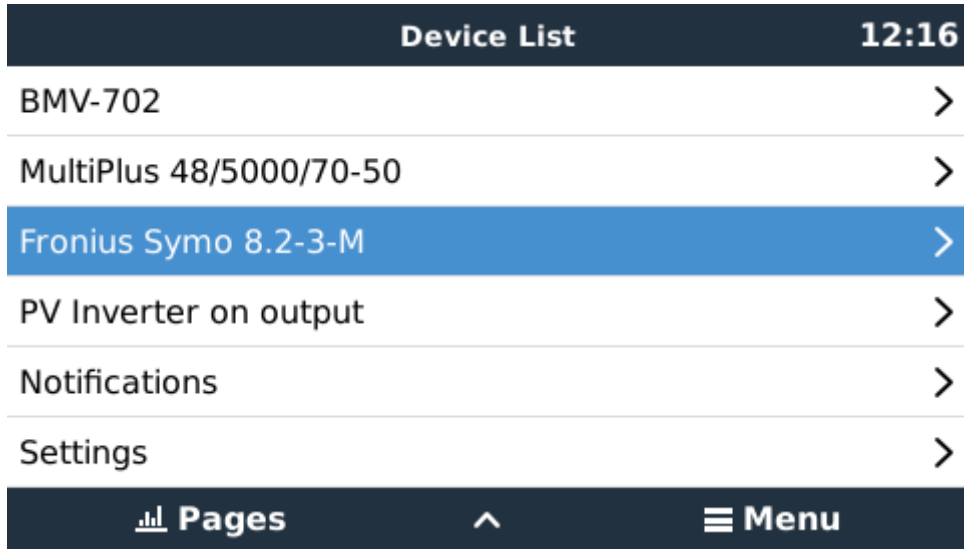 Device List 12:16
BMV-702
MultiPlus 48/5000/70-50
Fronius Symo 8.2-3-M
PV Inverter on output
Notifications
Settings
Pages Menu